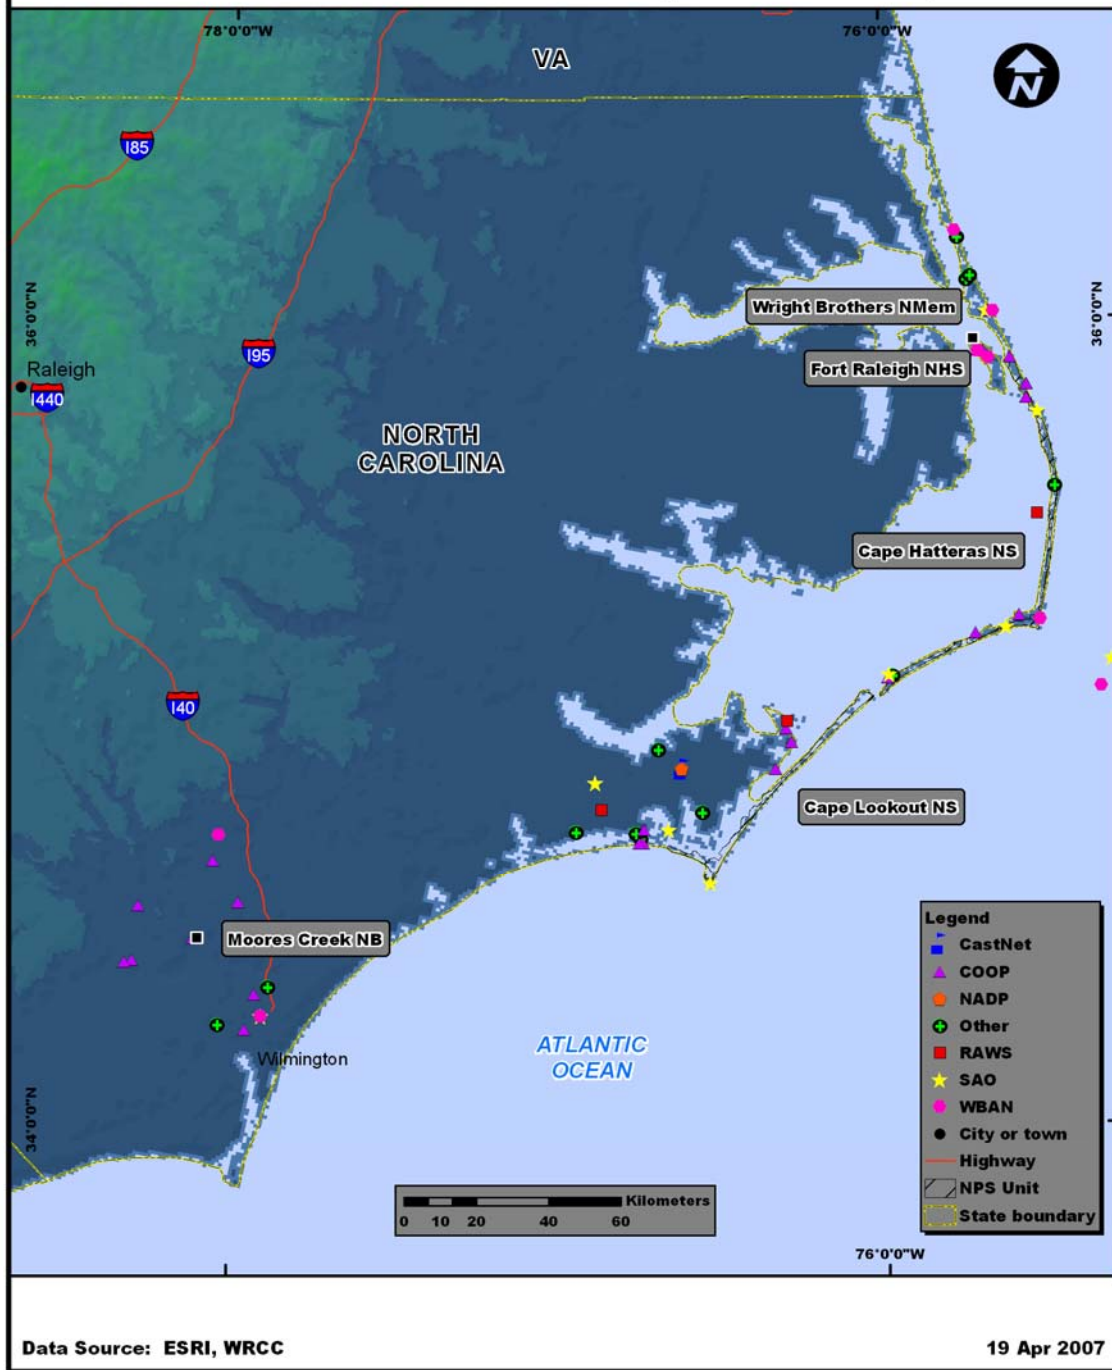 78°0'0"W
76°0'0"W
VA
N
185
36°0'0"N
36°0'0"N
Wright Brothers NMem
195
Raleigh
Fort Raleigh NHS
1440
NORTH
CAROLINA
Cape Hatteras NS
140
Cape Lookout NS
Moores Creek NB
Legend
CastNet
COOP
NADP
Other
RAWS
SAO
WBAN
City or town
Highway
NPS Unit
State boundary
ATLANTIC
OCEAN
Wilmington
34°0'0"N
Kilometers
0 10 20 40 60
76°0'0"W
Data Source: ESRI, WRCC
19 Apr 2007